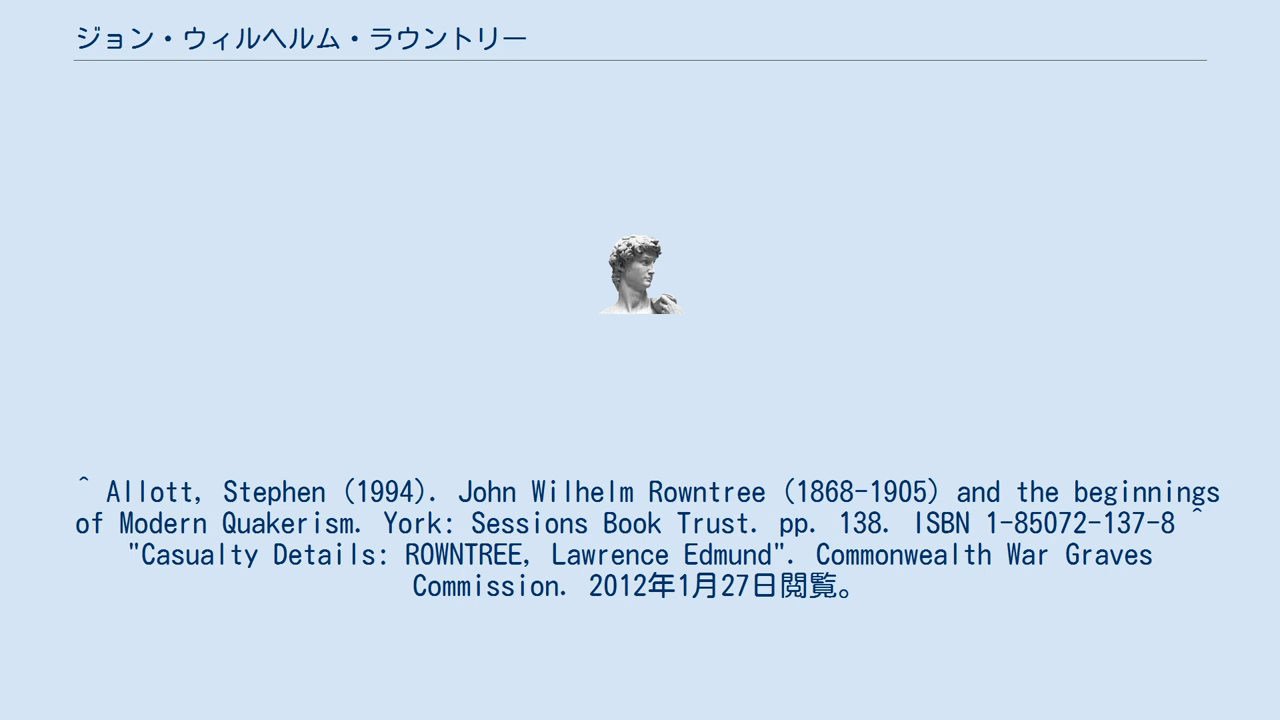 ジョン・ウィルヘルム・ラウントリー
^ Allott, Stephen (1994). John Wilhelm Rowntree (1868-1905) and the beginnings
of Modern Quakerism. York: Sessions Book Trust. pp. 138. ISBN 1-85072-137-8 ^
"Casualty Details: ROWNTREE, Lawrence Edmund". Commonwealth War Graves
Commission. 2012年1月27日閲覧。